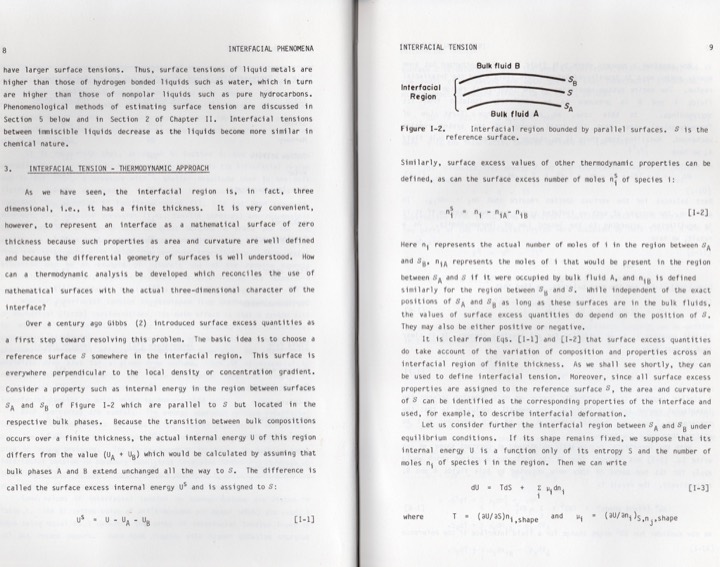 8
INTERFACIAL PHENOMENA
have larger surface tensions. Thus, surface tensions of liquid metals are
higher than those of hydrogen bonded liquids such as water, which in turn
are higher than those of nonpolar liquids such as pure hydrocarbons.
Phenomenological methods of estimating surface tension are discussed in
Section 5 below and in Section 2 of Chapter II. Interfacial tensions
between immiscible liquids decrease as the liquids become more similar in
chemical nature.
3. INTERFACIAL TENSION - THERMODYNAMIC APPROACH
As we have seen, the interfacial region is, in fact, three
dimensional, i.e., it has a finite thickness. It is very convenient,
however, to represent an interface as a mathematical surface of zero
thickness because such properties as area and curvature are well defined
and because the differential geometry of surfaces is well understood. How
can a thermodynamic analysis be developed which reconciles the use of
mathematical surfaces with the actual three-dimensional character of the
interface?
Over a century ago Gibbs (2) introduced surface excess quantities as
a first step toward resolving this problem. The basic idea is to choose a
reference surface S somewhere in the interfacial region. This surface is
everywhere perpendicular to the local density or concentration gradient.
Consider a property such as internal energy in the region between surfaces
S_A and S_B of Figure 1-2 which are parallel to S but located in the
respective bulk phases. Because the transition between bulk compositions
occurs over a finite thickness, the actual internal energy U of this region
differs from the value (U_A + U_B) which would be calculated by assuming that
bulk phases A and B extend unchanged all the way to S. The difference is
called the surface excess internal energy U^S and is assigned to S:
U^S = U - U_A - U_B [I-1]
INTERFACIAL TENSION
9
Bulk fluid B
Interfacial
Region
S_B
S
S_A
Bulk fluid A
Figure I-2. Interfacial region bounded by parallel surfaces. S is the
reference surface.
Similarly, surface excess values of other thermodynamic properties can be
defined, as can the surface excess number of moles n_i^S of species i:
n_i^S = n_i - n_iA - n_iB [I-2]
Here n_i represents the actual number of moles of i in the region between S_A
and S_B, n_iA represents the moles of i that would be present in the region
between S_A and S if it were occupied by bulk fluid A, and n_iB is defined
similarly for the region between S_B and S. While independent of the exact
positions of S_A and S_B as long as these surfaces are in the bulk fluids,
the values of surface excess quantities do depend on the position of S.
They may also be either positive or negative.
It is clear from Eqs. [I-1] and [I-2] that surface excess quantities
do take account of the variation of composition and properties across an
interfacial region of finite thickness. As we shall see shortly, they can
be used to define interfacial tension. Moreover, since all surface excess
properties are assigned to the reference surface S, the area and curvature
of S can be identified as the corresponding properties of the interface and
used, for example, to describe interfacial deformation.
Let us consider further the interfacial region between S_A and S_B under
equilibrium conditions. If its shape remains fixed, we suppose that its
internal energy U is a function only of its entropy S and the number of
moles n_i of species i in the region. Then we can write
dU = TdS + Σ_i μ_i dn_i [I-3]
where T = (∂U/∂S)n_i,shape and μ_i = (∂U/∂n_i)S,n_j,shape